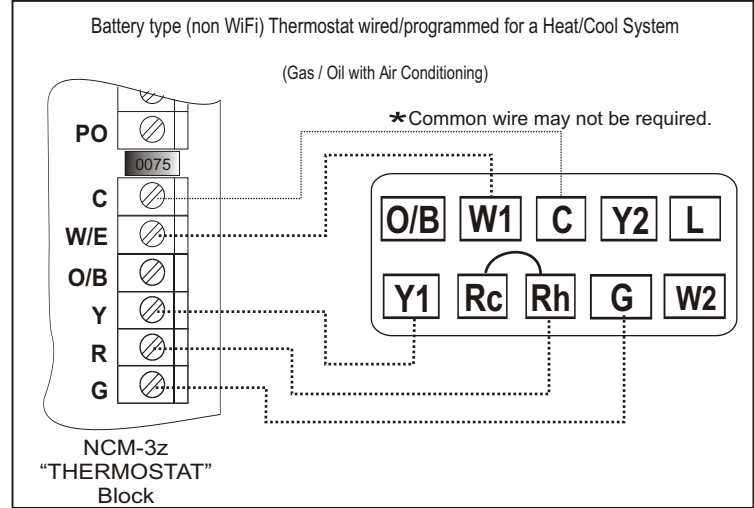 Battery type (non WiFi) Thermostat wired/programmed for a Heat/Cool System
(Gas / Oil with Air Conditioning)
*Common wire may not be required.
PO
0075
C
W/E
O/B
Y
R
G
O/B W1 C Y2 L
Y1 Rc Rh G W2
NCM-3z
“THERMOSTAT”
Block